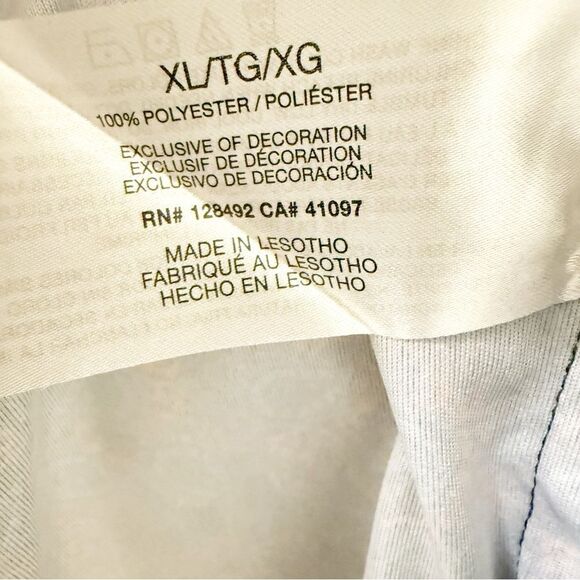 XL/TG/XG
100% POLYESTER / POLIÉSTER
EXCLUSIVE OF DECORATION
EXCLUSIF DE DÉCORATION
EXCLUSIVO DE DECORACIÓN
RN# 128492 CA# 41097
MADE IN LESOTHO
FABRIQUÉ AU LESOTHO
HECHO EN LESOTHO